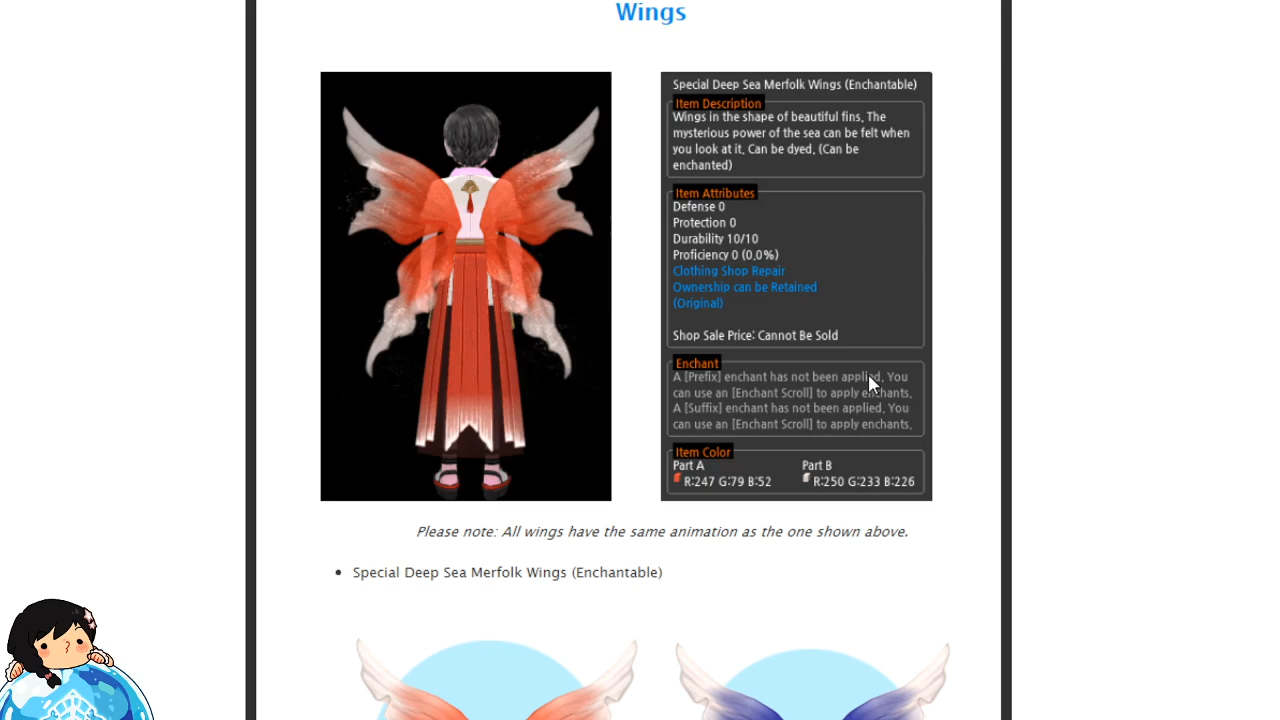 Wings
Special Deep Sea Merfolk Wings (Enchantable)
Item Description
Wings in the shape of beautiful fins. The
mysterious power of the sea can be felt when
you look at it. Can be dyed. (Can be
enchanted)
Item Attributes
Defense 0
Protection 0
Durability 10/10
Proficiency 0 (0.0%)
Clothing Shop Repair
Ownership can be Retained
(Original)
Shop Sale Price: Cannot Be Sold
Enchant
A [Prefix] enchant has not been applied. You
can use an [Enchant Scroll] to apply enchants.
A [Suffix] enchant has not been applied. You
can use an [Enchant Scroll] to apply enchants.
Item Color
Part A Part B
R:247 G:79 B:52 R:250 G:233 B:226
Please note: All wings have the same animation as the one shown above.
• Special Deep Sea Merfolk Wings (Enchantable)